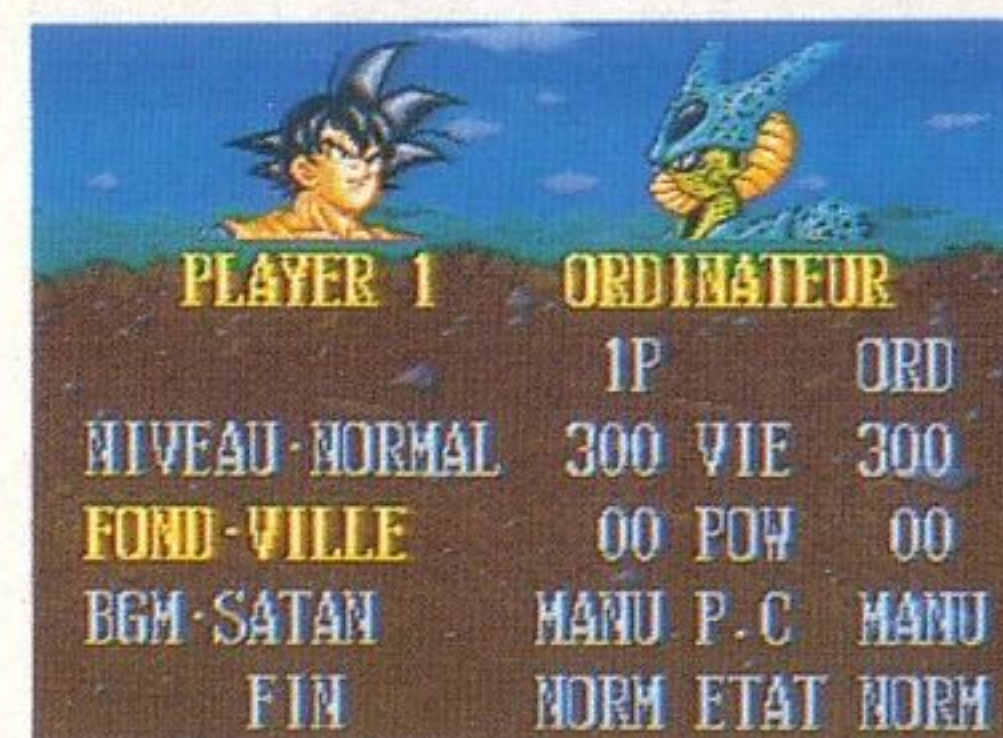 PLAYER 1 ORDINATEUR
1P ORD
NIVEAU·NORMAL 300 VIE 300
FOND·VILLE 00 POW 00
BGM·SATAN MANU P.C MANU
FIN NORM ETAT NORM